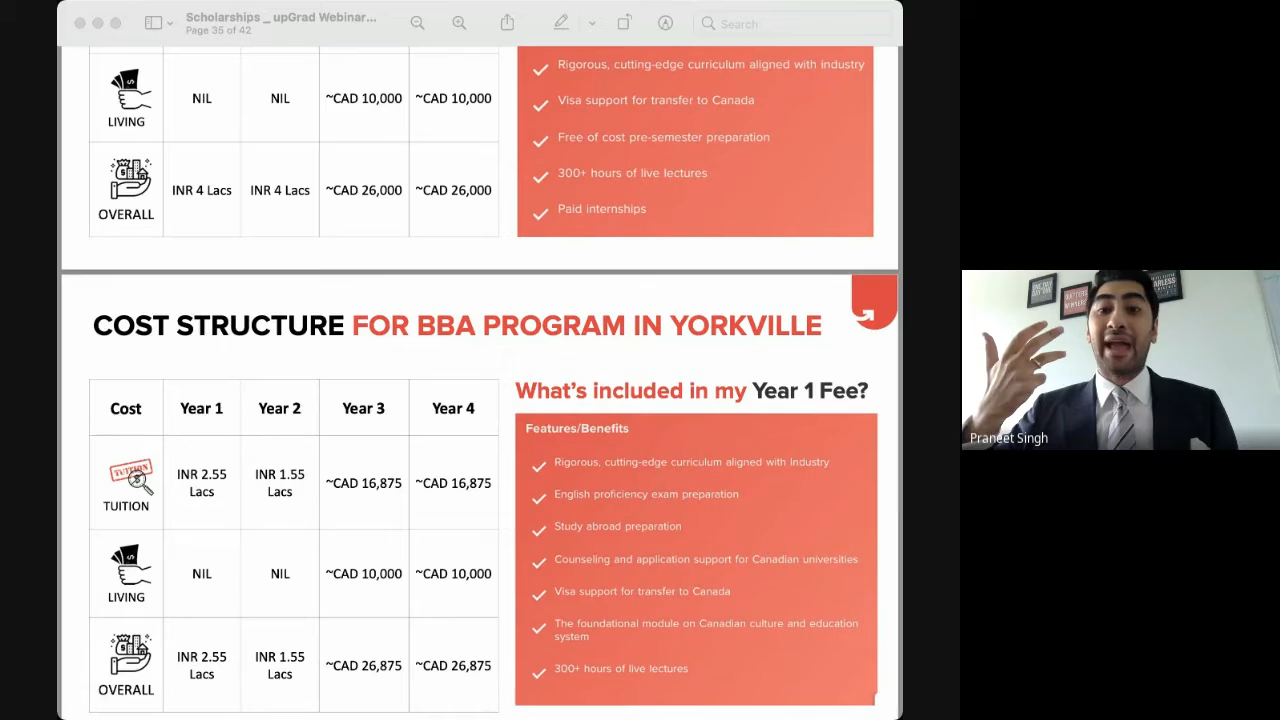 Scholarships _ upGrad Webinar...
Page 35 of 42
Search
LIVING
NIL
NIL
~CAD 10,000
~CAD 10,000
OVERALL
INR 4 Lacs
INR 4 Lacs
~CAD 26,000
~CAD 26,000
Rigorous, cutting-edge curriculum aligned with industry
Visa support for transfer to Canada
Free of cost pre-semester preparation
300+ hours of live lectures
Paid internships
COST STRUCTURE FOR BBA PROGRAM IN YORKVILLE
Cost
Year 1
Year 2
Year 3
Year 4
TUITION
TUITION
INR 2.55
Lacs
INR 1.55
Lacs
~CAD 16,875
~CAD 16,875
LIVING
NIL
NIL
~CAD 10,000
~CAD 10,000
OVERALL
INR 2.55
Lacs
INR 1.55
Lacs
~CAD 26,875
~CAD 26,875
What's included in my Year 1 Fee?
Features/Benefits
Rigorous, cutting-edge curriculum aligned with Industry
English proficiency exam preparation
Study abroad preparation
Counseling and application support for Canadian universities
Visa support for transfer to Canada
The foundational module on Canadian culture and education
system
300+ hours of live lectures
Praneet Singh